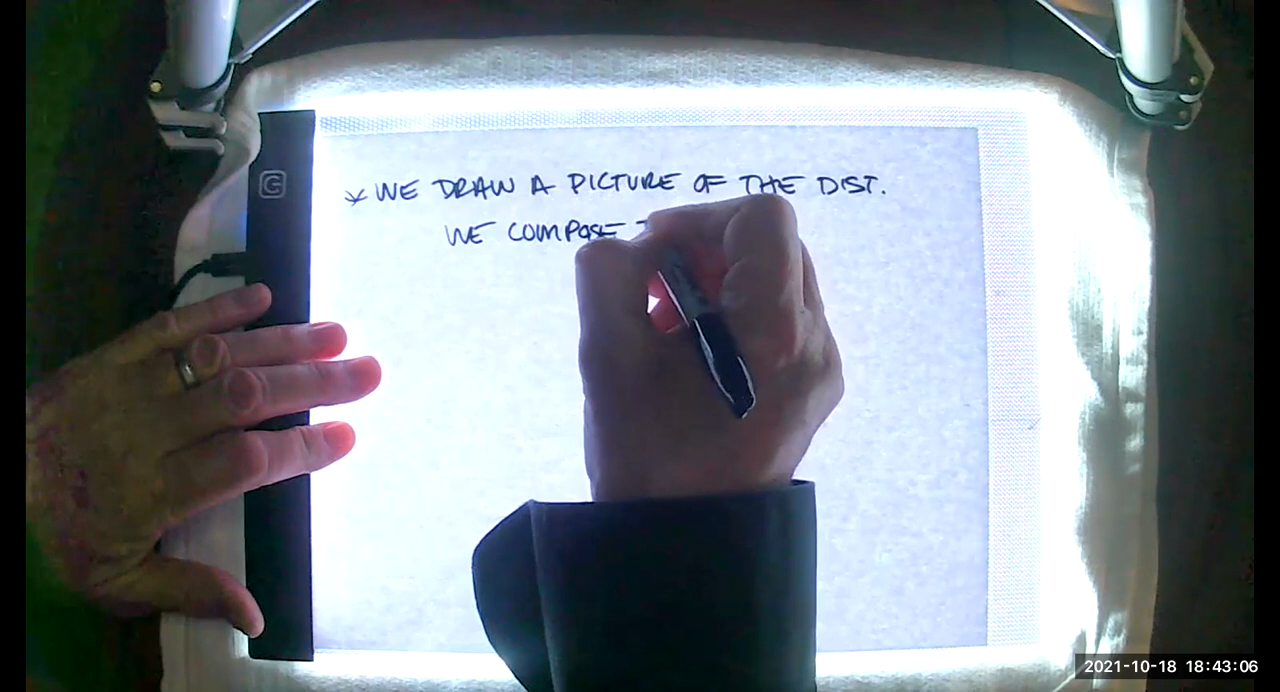 * WE DRAW A PICTURE OF THE DIST.
WE COMPOSE
2021-10-18 18:43:06